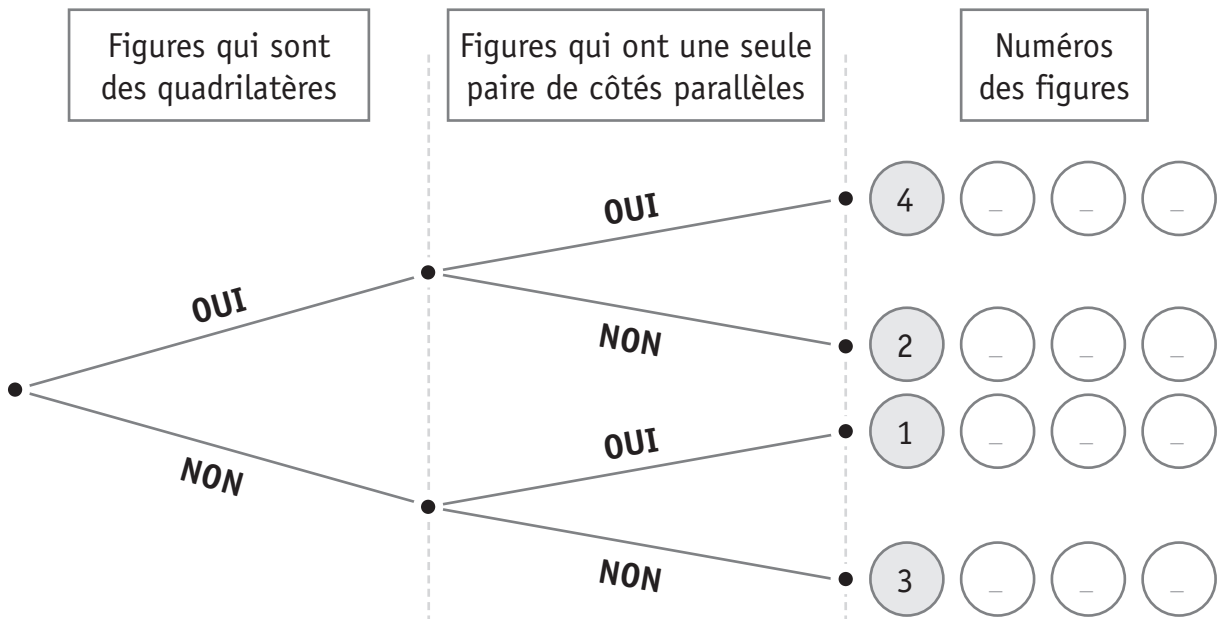 Figures qui sont
des quadrilatères
Figures qui ont une seule
paire de côtés parallèles
Numéros
des figures
OUI
4 _ _ _
OUI
NON
2 _ _ _
NON
OUI
1 _ _ _
NON
3 _ _ _